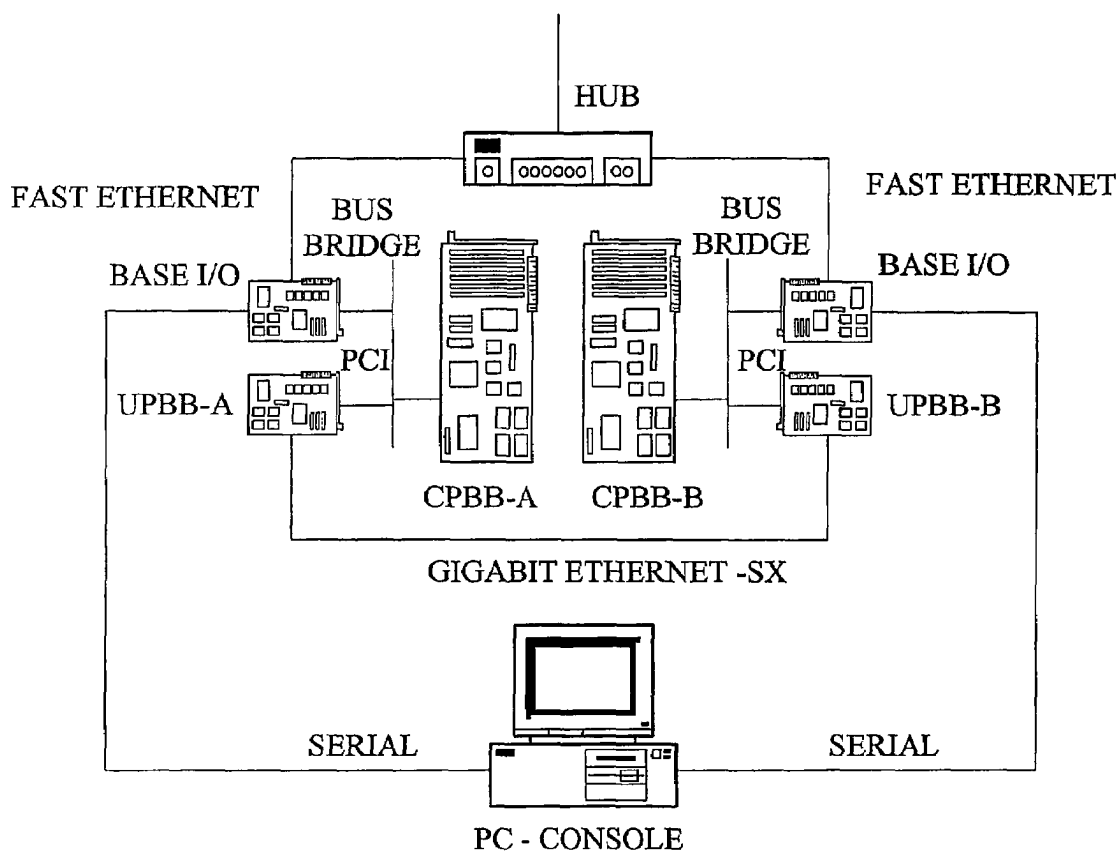 HUB
FAST ETHERNET
FAST ETHERNET
BUS
BRIDGE
BUS
BRIDGE
BASE I/O
BASE I/O
PCI
PCI
UPBB-A
UPBB-B
CPBB-A
CPBB-B
GIGABIT ETHERNET -SX
SERIAL
SERIAL
PC - CONSOLE